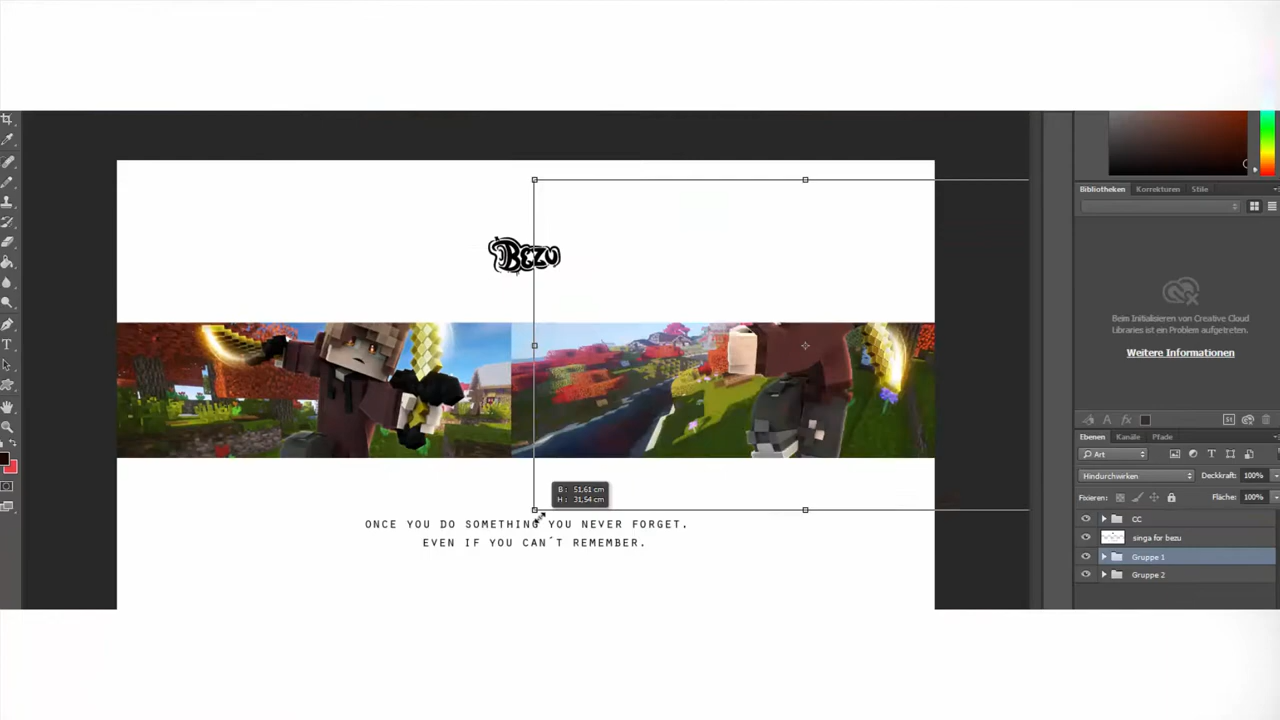 Bibliotheken Korrekturen Stile
BEZU
Beim Initialisieren von Creative Cloud
Libraries ist ein Problem aufgetreten.
Weitere Informationen
Ebenen Kanäle Pfade
Art
Hindurchwirken Deckkraft: 100%
Fixieren: Fläche: 100%
B: 51,61 cm
H: 31,54 cm
CC
ONCE YOU DO SOMETHING YOU NEVER FORGET.
singa for bezu
EVEN IF YOU CAN´T REMEMBER.
Gruppe 1
Gruppe 2